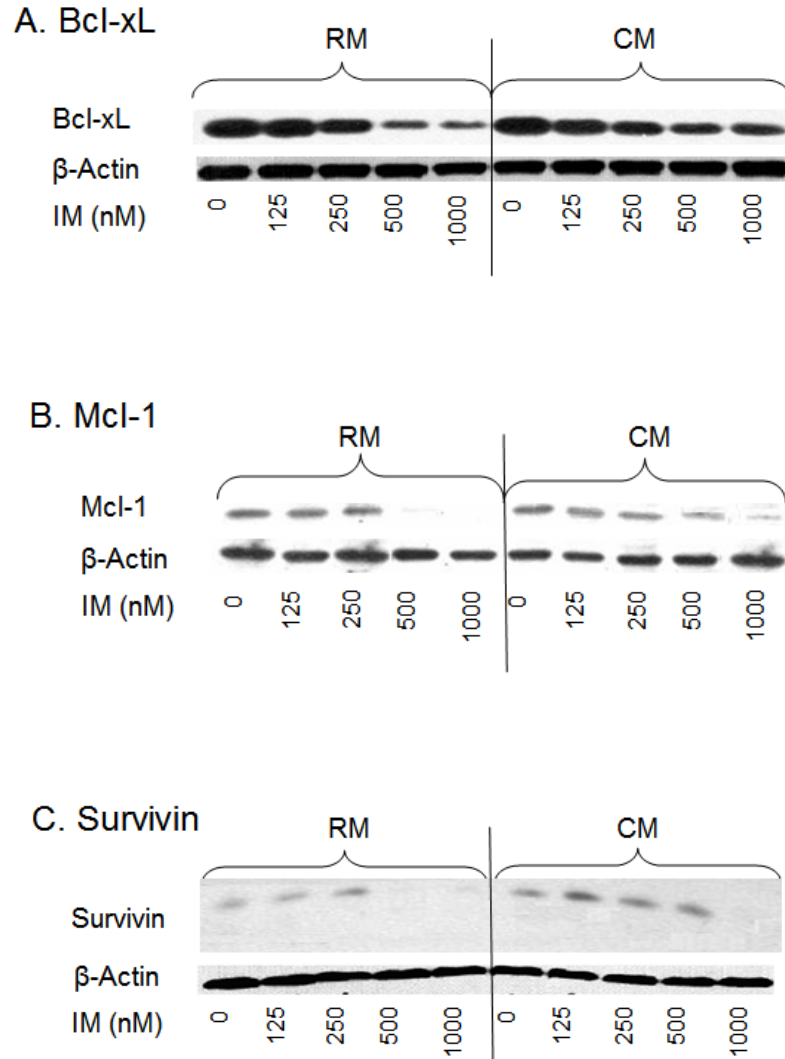 A. Bcl-xL
RM CM
Bcl-xL
β-Actin
IM (nM) 0 125 250 500 1000 0 125 250 500 1000
B. Mcl-1
RM CM
Mcl-1
β-Actin
IM (nM) 0 125 250 500 1000 0 125 250 500 1000
C. Survivin
RM CM
Survivin
β-Actin
IM (nM) 0 125 250 500 1000 0 125 250 500 1000